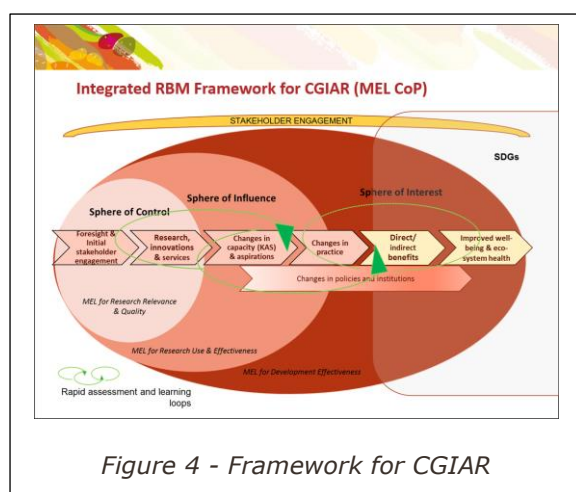 Integrated RBM Framework for CGIAR (MEL CoP)
STAKEHOLDER ENGAGEMENT
SDGs
Sphere of Interest
Sphere of Influence
Sphere of Control
Foresight &
Initial
stakeholder
engagement
Research,
innovations
& services
Changes in
capacity (KAS)
& aspirations
Changes in
practice
Direct/
indirect
benefits
Improved well-
being & eco-
system health
Changes in policies and institutions
MEL for Research Relevance
& Quality
MEL for Research Use & Effectiveness
MEL for Development Effectiveness
Rapid assessment and learning
loops
Figure 4 - Framework for CGIAR